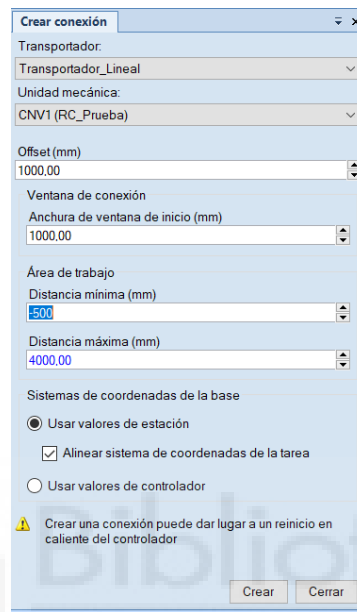 Crear conexión
Transportador:
Transportador_Lineal
Unidad mecánica:
CNV1 (RC_Prueba)
Offset (mm)
1000,00
Ventana de conexión
Anchura de ventana de inicio (mm)
1000,00
Área de trabajo
Distancia mínima (mm)
-500
Distancia máxima (mm)
4000,00
Sistemas de coordenadas de la base
Usar valores de estación
Alinear sistema de coordenadas de la tarea
Usar valores de controlador
Crear una conexión puede dar lugar a un reinicio en
caliente del controlador
Bibliot
Crear Cerrar